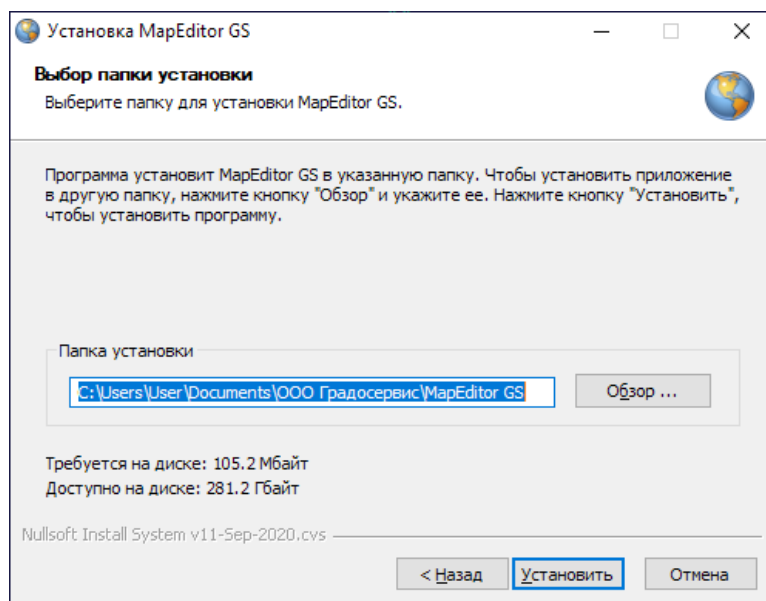 Установка MapEditor GS
Выбор папки установки
Выберите папку для установки MapEditor GS.
Программа установит MapEditor GS в указанную папку. Чтобы установить приложение
в другую папку, нажмите кнопку "Обзор" и укажите ее. Нажмите кнопку "Установить",
чтобы установить программу.
Папка установки
C:\Users\User\Documents\ООО Градосервис\MapEditor GS
Обзор ...
Требуется на диске: 105.2 Мбайт
Доступно на диске: 281.2 Гбайт
Nullsoft Install System v11-Sep-2020.cvs
< Назад
Установить
Отмена